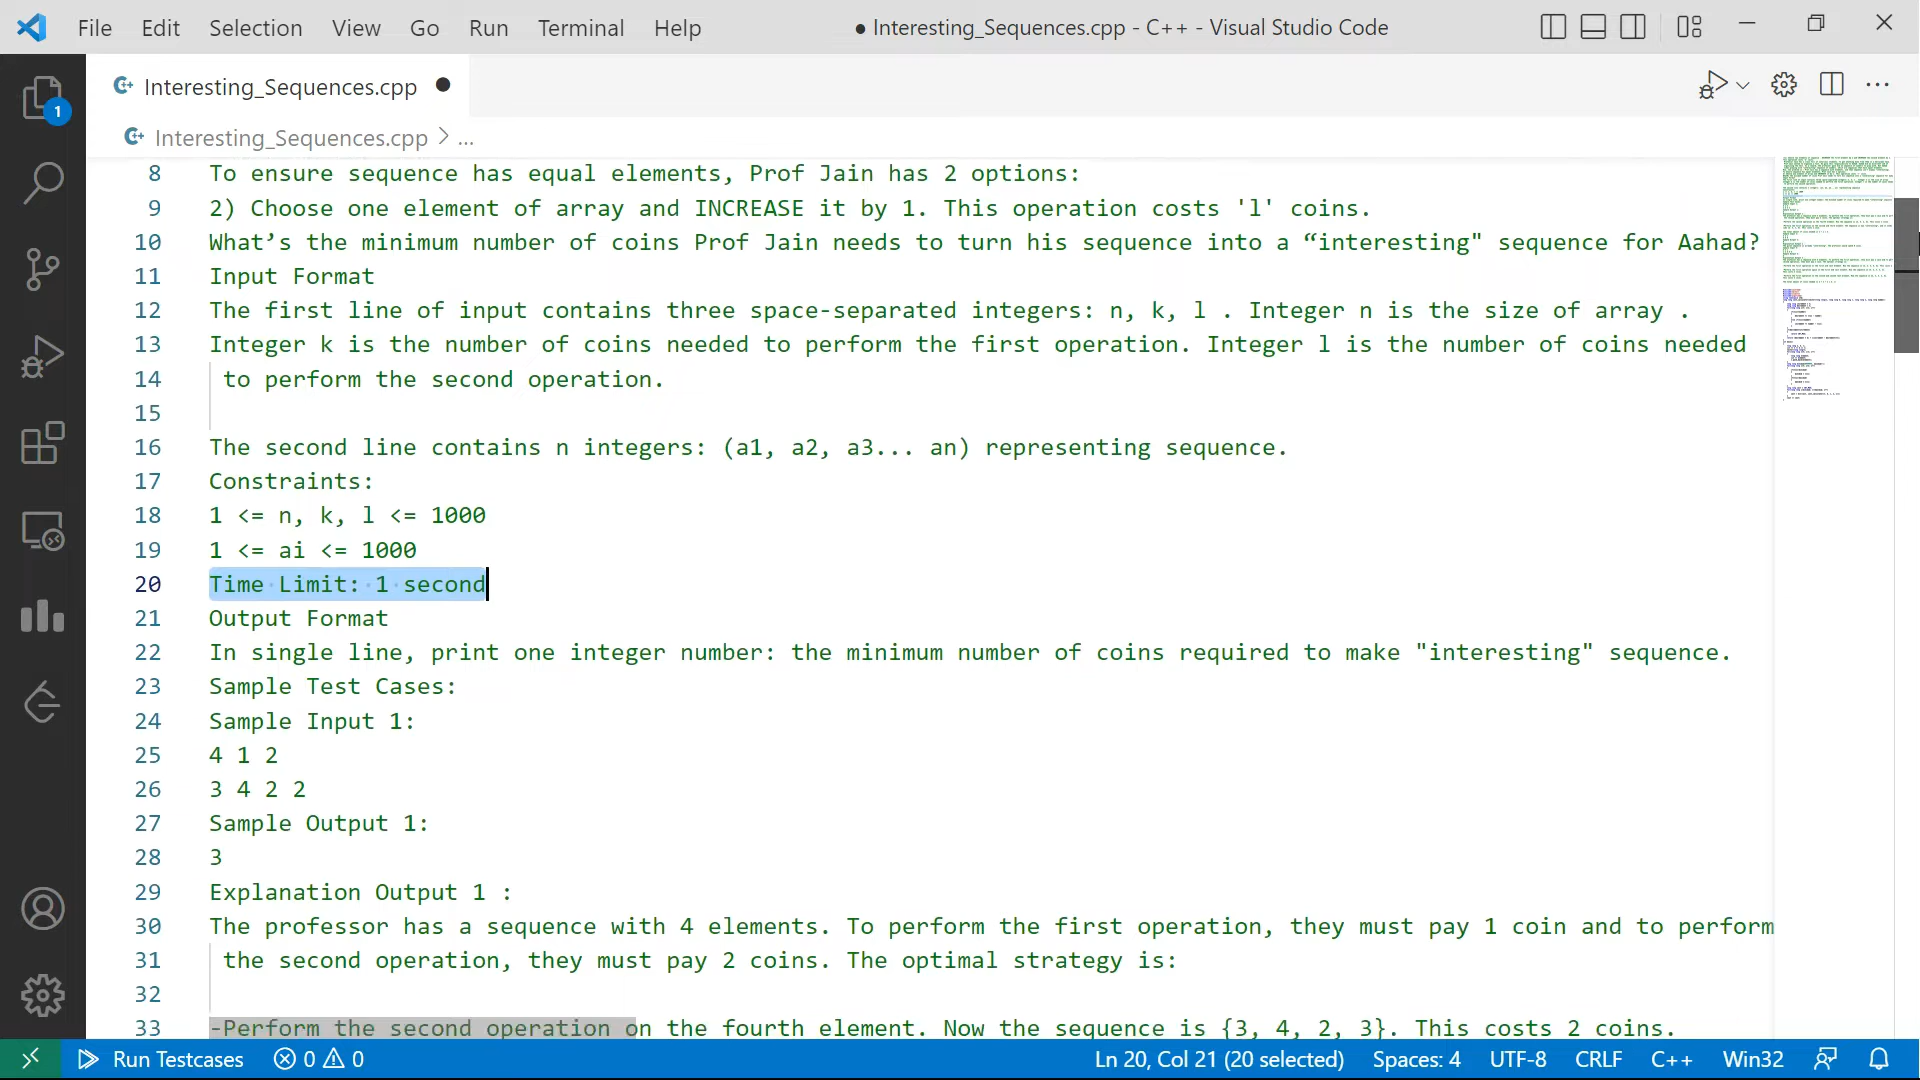 File Edit Selection View Go Run Terminal Help ● Interesting_Sequences.cpp - C++ - Visual Studio Code
Interesting_Sequences.cpp ●
Interesting_Sequences.cpp > ...
1
8 To ensure sequence has equal elements, Prof Jain has 2 options:
9 2) Choose one element of array and INCREASE it by 1. This operation costs 'l' coins.
10 What’s the minimum number of coins Prof Jain needs to turn his sequence into a “interesting" sequence for Aahad?
11 Input Format
12 The first line of input contains three space-separated integers: n, k, l . Integer n is the size of array .
13 Integer k is the number of coins needed to perform the first operation. Integer l is the number of coins needed
14 to perform the second operation.
15
16 The second line contains n integers: (a1, a2, a3... an) representing sequence.
17 Constraints:
18 1 <= n, k, l <= 1000
19 1 <= ai <= 1000
20 Time Limit: 1 second
21 Output Format
22 In single line, print one integer number: the minimum number of coins required to make "interesting" sequence.
23 Sample Test Cases:
24 Sample Input 1:
25 4 1 2
26 3 4 2 2
27 Sample Output 1:
28 3
29 Explanation Output 1 :
30 The professor has a sequence with 4 elements. To perform the first operation, they must pay 1 coin and to perform
31 the second operation, they must pay 2 coins. The optimal strategy is:
32
33 -Perform the second operation on the fourth element. Now the sequence is {3, 4, 2, 3}. This costs 2 coins.
Run Testcases 0 0 Ln 20, Col 21 (20 selected) Spaces: 4 UTF-8 CRLF C++ Win32